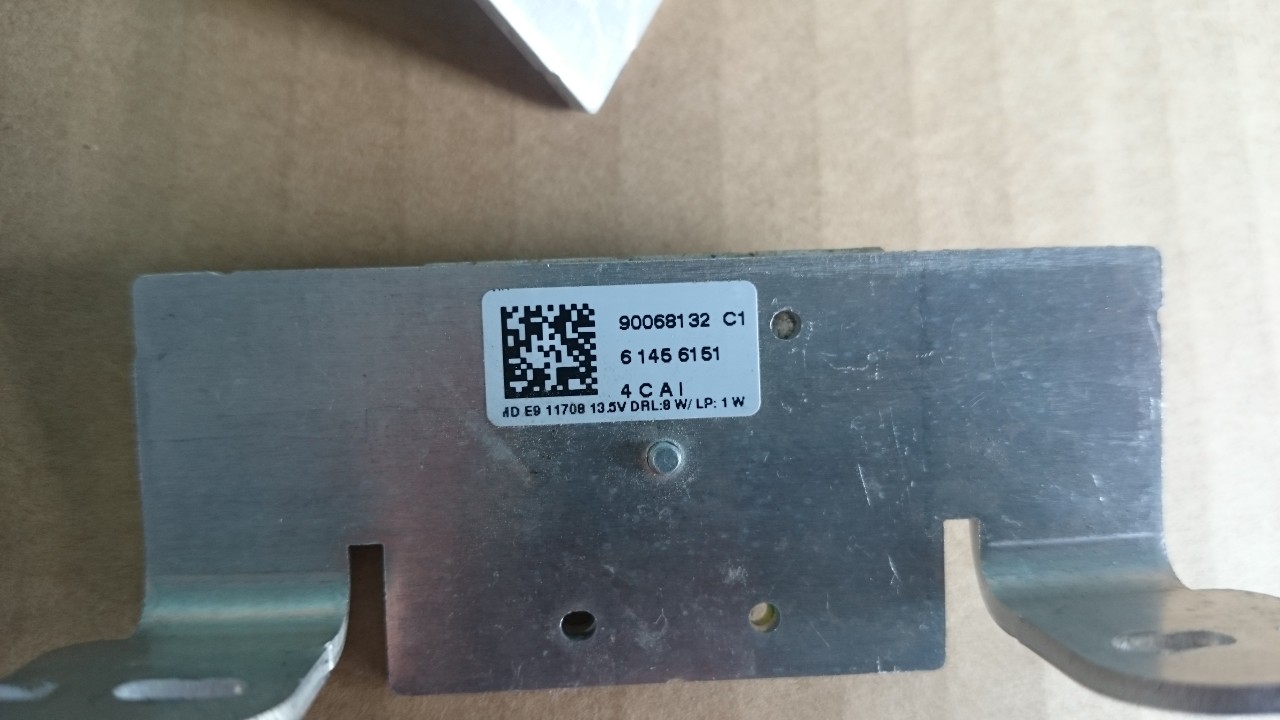 90068132 C1
6 145 6151
4 C A I
E9 11708 13.5V DRL:8 W/ LP: 1 W